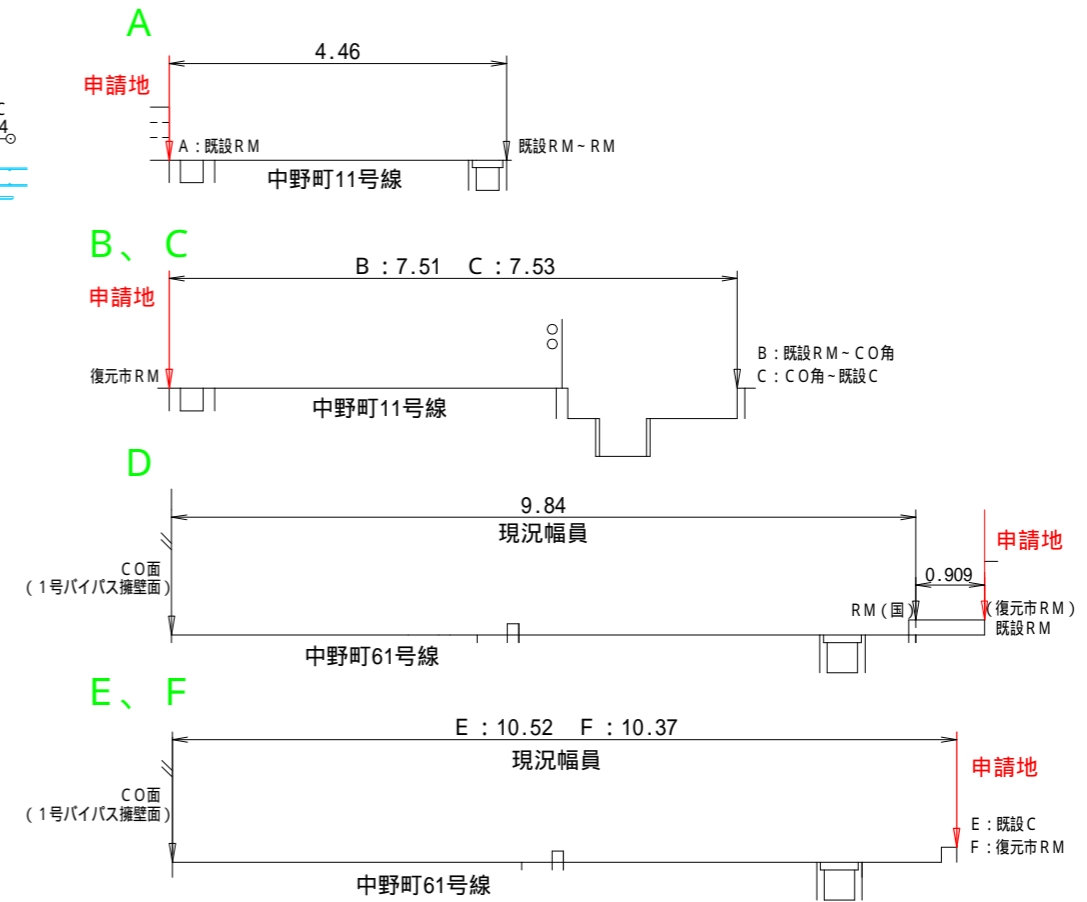 A
4.46
申請地
C
4
A：既設RM
既設RM~RM
中野町11号線
B、C
B：7.51 C：7.53
申請地
復元市RM
B：既設RM~CO角
C：CO角~既設C
中野町11号線
D
9.84
現況幅員
申請地
CO面
(1号バイパス擁壁面)
0.909
RM(国)
(復元市RM)
既設RM
中野町61号線
E、F
E：10.52 F：10.37
現況幅員
申請地
CO面
(1号バイパス擁壁面)
E：既設C
F：復元市RM
中野町61号線